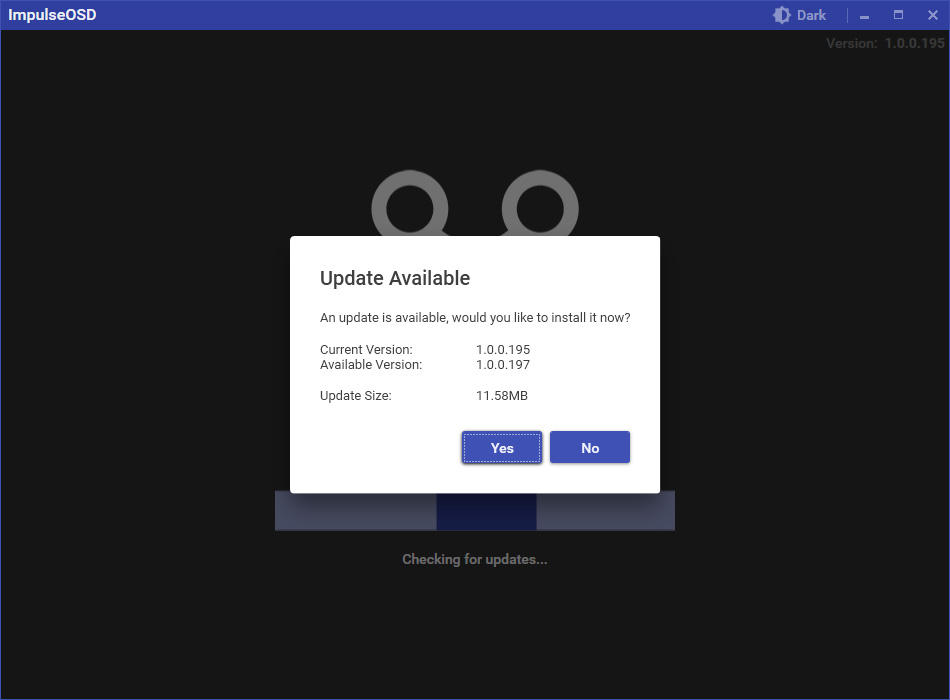 ImpulseOSD
Dark
Version: 1.0.0.195
Update Available
An update is available, would you like to install it now?
Current Version: 1.0.0.195
Available Version: 1.0.0.197
Update Size: 11.58MB
Yes No
Checking for updates...